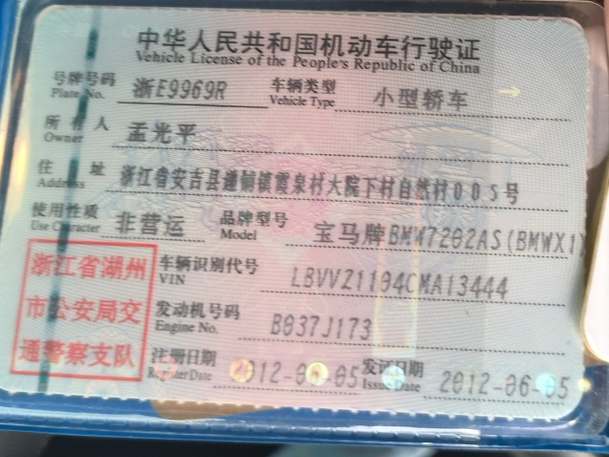 中华人民共和国机动车行驶证
Vehicle License of the People's Republic of China
号牌号码 浙E9969R 车辆类型 小型轿车
Plate No. Vehicle Type
所有人 孟光平
Owner
住址 浙江省安吉县递铺镇霞泉村大院下村自然村005号
Address
使用性质 非营运 品牌型号 宝马牌BMW7202AS(BMWX1)
Use Character Model
浙江省湖州
市公安局交
通警察支队
车辆识别代号 LBVVZ1104CMA13444
VIN
发动机号码 B037J173
Engine No.
注册日期 2012-06-05 发证日期 2012-06-05
Register Date Issue Date